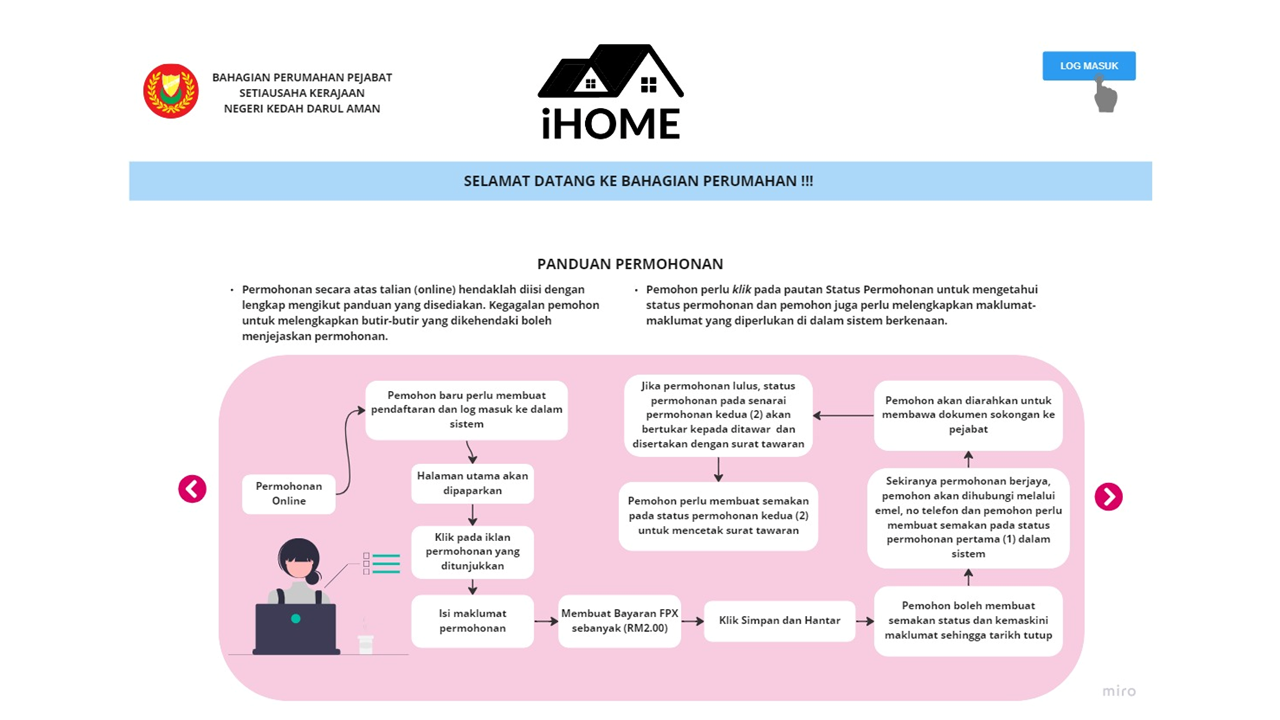 BAHAGIAN PERUMAHAN PEJABAT
SETIAUSAHA KERAJAAN
NEGERI KEDAH DARUL AMAN
iHOME
LOG MASUK
SELAMAT DATANG KE BAHAGIAN PERUMAHAN !!!
PANDUAN PERMOHONAN
• Permohonan secara atas talian (online) hendaklah diisi dengan
lengkap mengikut panduan yang disediakan. Kegagalan pemohon
untuk melengkapkan butir-butir yang dikehendaki boleh
menjejaskan permohonan.
• Pemohon perlu klik pada pautan Status Permohonan untuk mengetahui
status permohonan dan pemohon juga perlu melengkapkan maklumat-
maklumat yang diperlukan di dalam sistem berkenaan.
Permohonan
Online
Pemohon baru perlu membuat
pendaftaran dan log masuk ke dalam
sistem
Halaman utama akan
dipaparkan
Klik pada iklan
permohonan yang
ditunjukkan
Isi maklumat
permohonan
Membuat Bayaran FPX
sebanyak (RM2.00)
Klik Simpan dan Hantar
Pemohon boleh membuat
semakan status dan kemaskini
maklumat sehingga tarikh tutup
Sekiranya permohonan berjaya,
pemohon akan dihubungi melalui
emel, no telefon dan pemohon perlu
membuat semakan pada status
permohonan pertama (1) dalam
sistem
Pemohon akan diarahkan untuk
membawa dokumen sokongan ke
pejabat
Jika permohonan lulus, status
permohonan pada senarai
permohonan kedua (2) akan
bertukar kepada ditawar dan
disertakan dengan surat tawaran
Pemohon perlu membuat semakan
pada status permohonan kedua (2)
untuk mencetak surat tawaran
miro